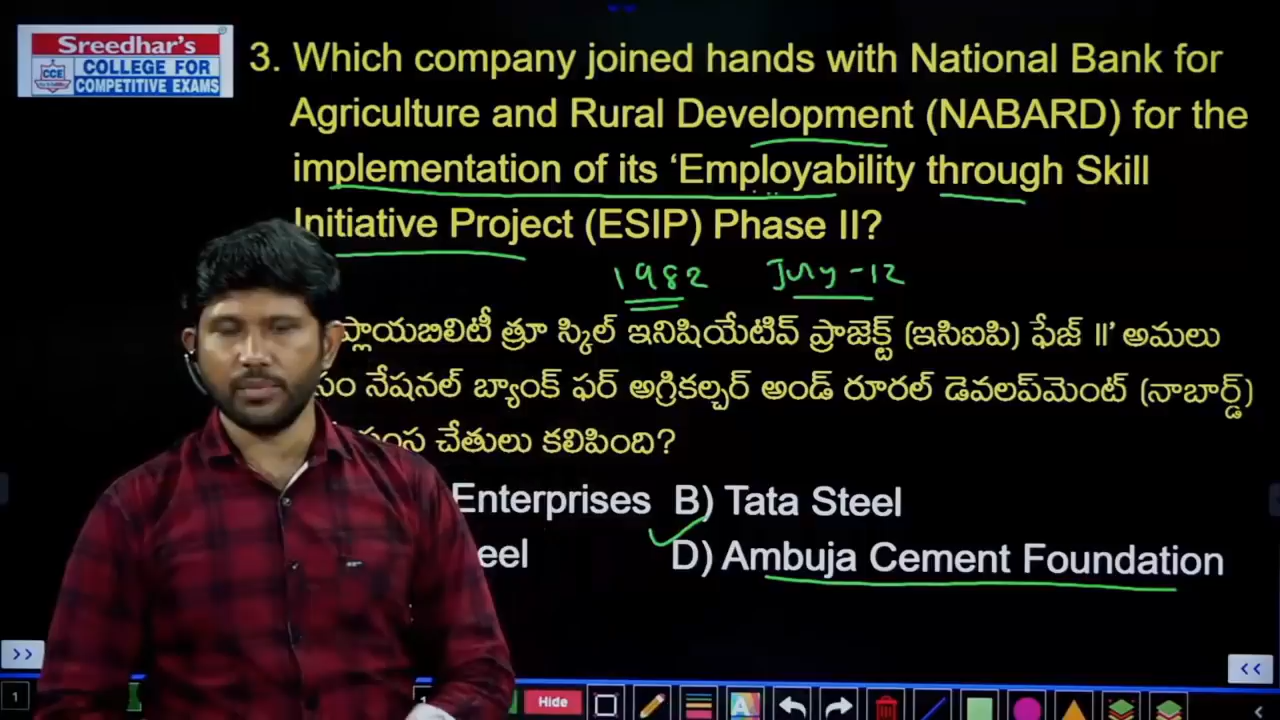 Sreedhar's
CCE
COLLEGE FOR
COMPETITIVE EXAMS
3. Which company joined hands with National Bank for
Agriculture and Rural Development (NABARD) for the
implementation of its ‘Employability through Skill
Initiative Project (ESIP) Phase II?
1982 July -12
ప్లాయబిలిటీ త్రూ స్కిల్ ఇనిషియేటివ్ ప్రాజెక్ట్ (ఇసిఐపి) ఫేజ్ II’ అమలు
నేషనల్ బ్యాంక్ ఫర్ అగ్రికల్చర్ అండ్ రూరల్ డెవలప్‌మెంట్ (నాబార్డ్)
చేతులు కలిపింది?
Enterprises B) Tata Steel
eel D) Ambuja Cement Foundation
>> <<
1 1 Hide A